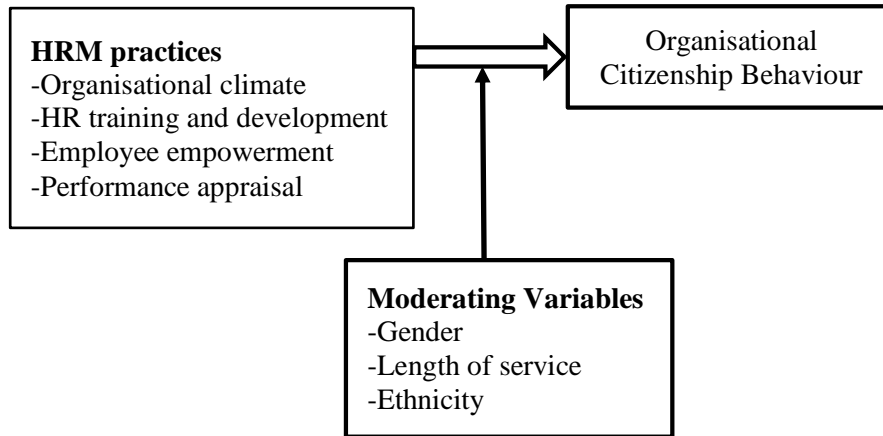 HRM practices
-Organisational climate
-HR training and development
-Employee empowerment
-Performance appraisal
Organisational
Citizenship Behaviour
Moderating Variables
-Gender
-Length of service
-Ethnicity